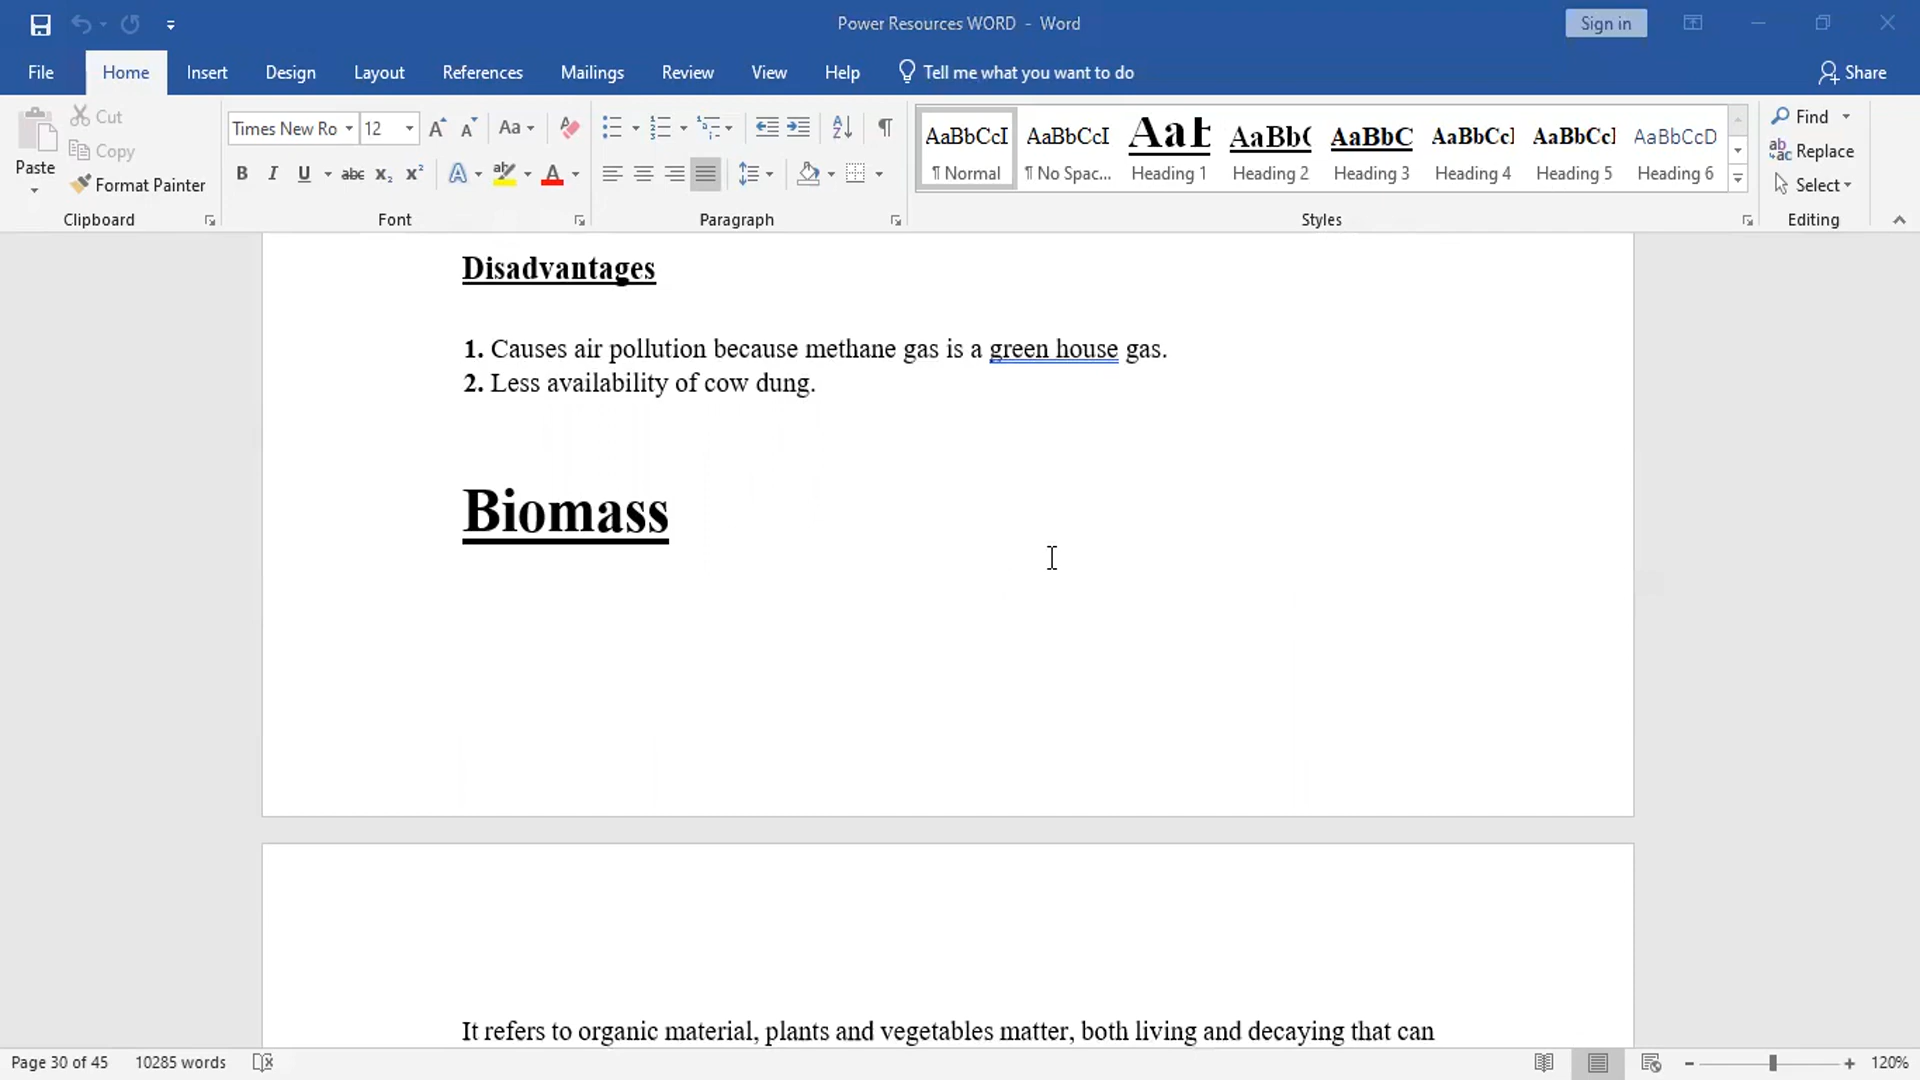 Power Resources WORD - Word
Sign in
File Home Insert Design Layout References Mailings Review View Help Tell me what you want to do Share
Paste
Cut
Copy
Format Painter
Clipboard
Times New Ro 12
Font
Paragraph
AaBbCcI AaBbCcI AaB AaBb( AaBbC AaBbCcI AaBbCcI AaBbCcD
¶ Normal ¶ No Spac... Heading 1 Heading 2 Heading 3 Heading 4 Heading 5 Heading 6
Styles
Find
Replace
Select
Editing
Disadvantages
1. Causes air pollution because methane gas is a green house gas.
2. Less availability of cow dung.
Biomass
It refers to organic material, plants and vegetables matter, both living and decaying that can
Page 30 of 45 10285 words 120%